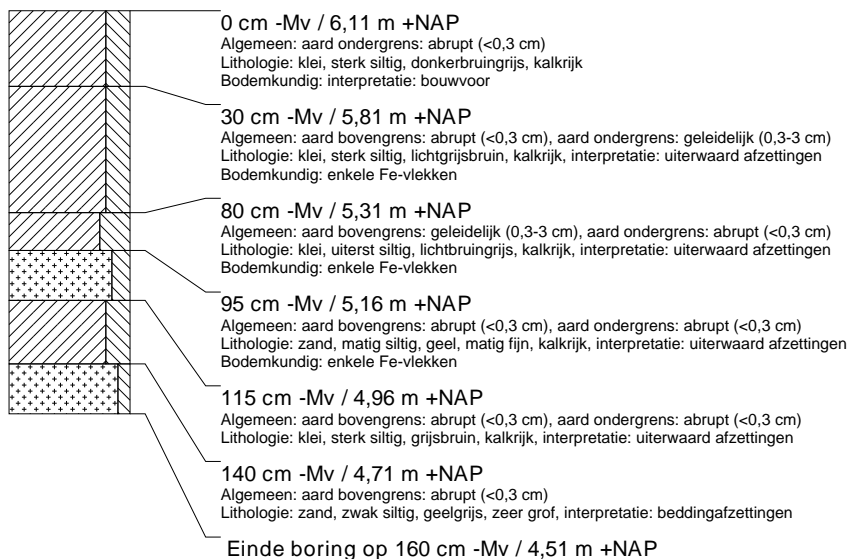 0 cm -Mv / 6,11 m +NAP
Algemeen: aard ondergrens: abrupt (<0,3 cm)
Lithologie: klei, sterk siltig, donkerbruingrijs, kalkrijk
Bodemkundig: interpretatie: bouwvoor
30 cm -Mv / 5,81 m +NAP
Algemeen: aard bovengrens: abrupt (<0,3 cm), aard ondergrens: geleidelijk (0,3-3 cm)
Lithologie: klei, sterk siltig, lichtgrijsbruin, kalkrijk, interpretatie: uiterwaard afzettingen
Bodemkundig: enkele Fe-vlekken
80 cm -Mv / 5,31 m +NAP
Algemeen: aard bovengrens: geleidelijk (0,3-3 cm), aard ondergrens: abrupt (<0,3 cm)
Lithologie: klei, uiterst siltig, lichtbruingrijs, kalkrijk, interpretatie: uiterwaard afzettingen
Bodemkundig: enkele Fe-vlekken
95 cm -Mv / 5,16 m +NAP
Algemeen: aard bovengrens: abrupt (<0,3 cm), aard ondergrens: abrupt (<0,3 cm)
Lithologie: zand, matig siltig, geel, matig fijn, kalkrijk, interpretatie: uiterwaard afzettingen
Bodemkundig: enkele Fe-vlekken
115 cm -Mv / 4,96 m +NAP
Algemeen: aard bovengrens: abrupt (<0,3 cm), aard ondergrens: abrupt (<0,3 cm)
Lithologie: klei, sterk siltig, grijsbruin, kalkrijk, interpretatie: uiterwaard afzettingen
140 cm -Mv / 4,71 m +NAP
Algemeen: aard bovengrens: abrupt (<0,3 cm)
Lithologie: zand, zwak siltig, geelgrijs, zeer grof, interpretatie: beddingafzettingen
Einde boring op 160 cm -Mv / 4,51 m +NAP